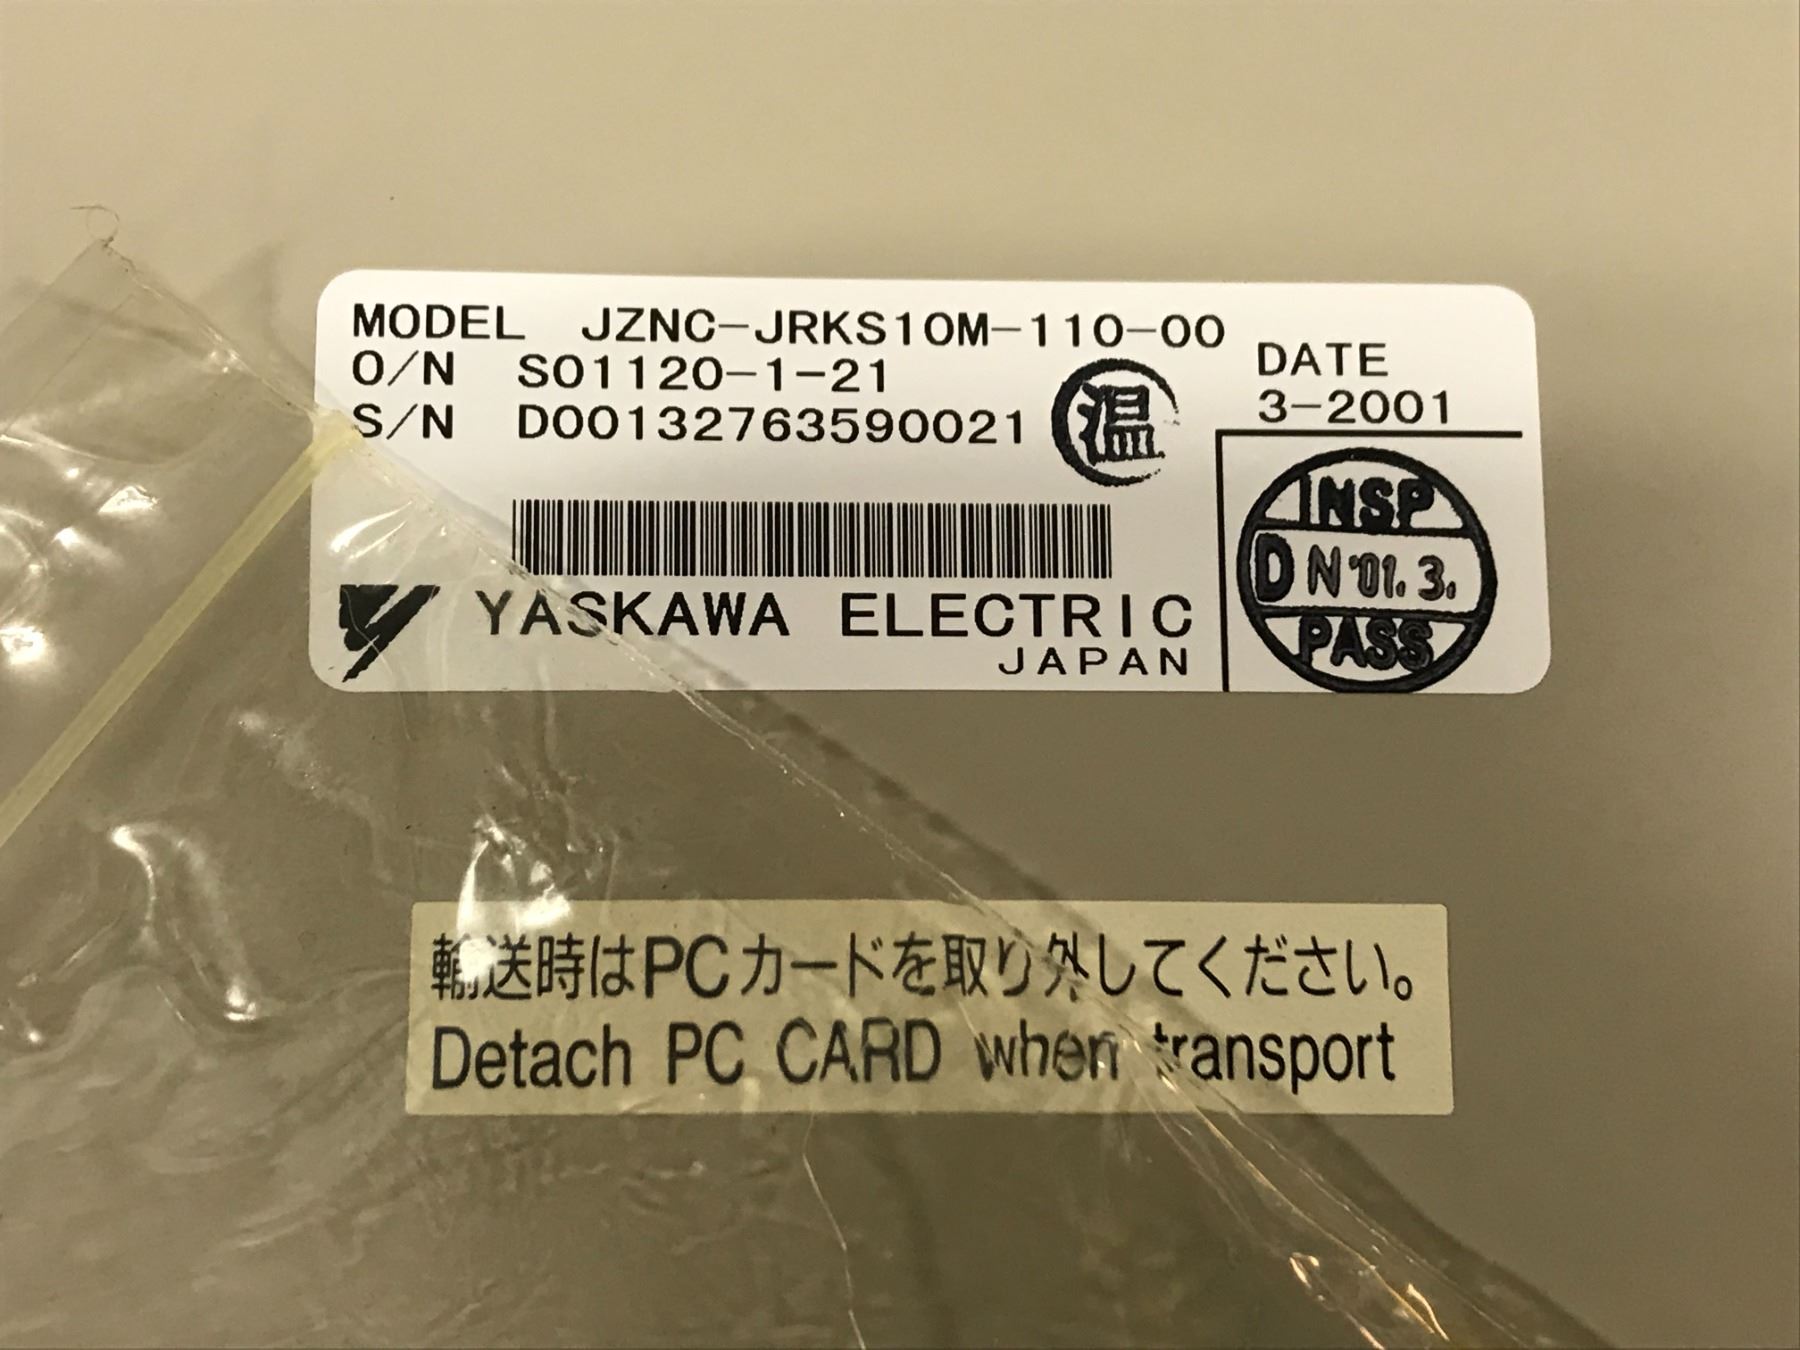 MODEL JZNC-JRKS10M-110-00
O/N S01120-1-21
S/N D00132763590021
温
DATE
3-2001
INSP
D N '01. 3.
PASS
YASKAWA ELECTRIC
JAPAN
輸送時はPCカードを取り外してください。
Detach PC CARD when transport